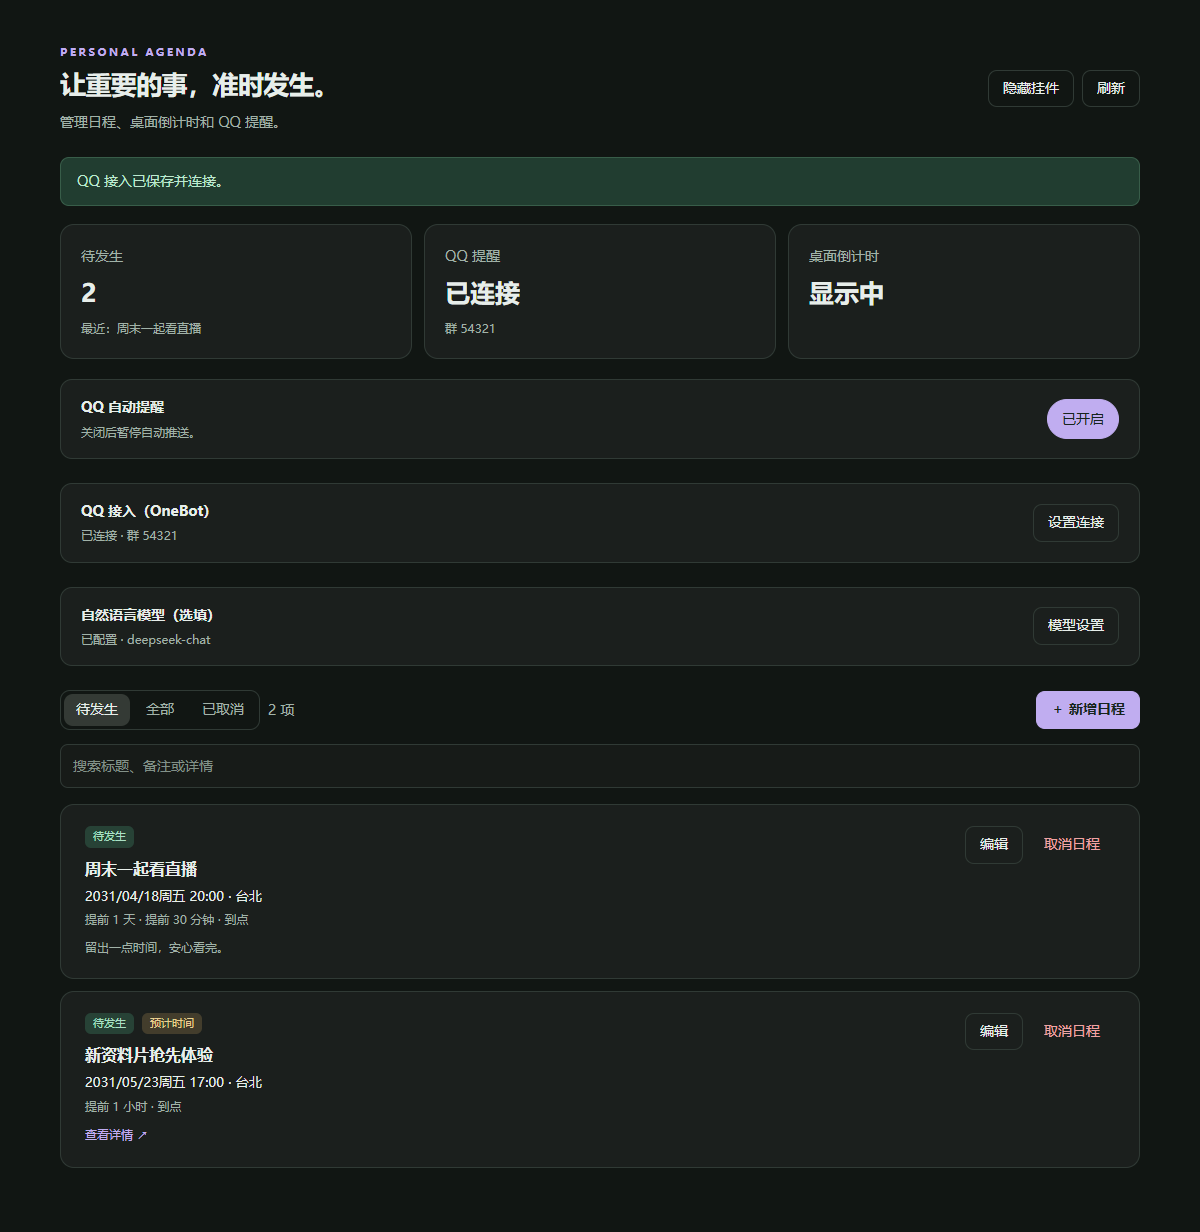 PERSONAL AGENDA
让重要的事，准时发生。
管理日程、桌面倒计时和 QQ 提醒。
隐藏挂件
刷新
QQ 接入已保存并连接。
待发生
2
最近：周末一起看直播
QQ 提醒
已连接
群 54321
桌面倒计时
显示中
QQ 自动提醒
关闭后暂停自动推送。
已开启
QQ 接入（OneBot）
已连接 · 群 54321
设置连接
自然语言模型（选填）
已配置 · deepseek-chat
模型设置
待发生
全部
已取消
2 项
+ 新增日程
搜索标题、备注或详情
待发生
周末一起看直播
2031/04/18周五 20:00 · 台北
提前 1 天 · 提前 30 分钟 · 到点
留出一点时间，安心看完。
编辑
取消日程
待发生
预计时间
新资料片抢先体验
2031/05/23周五 17:00 · 台北
提前 1 小时 · 到点
查看详情 ↗
编辑
取消日程